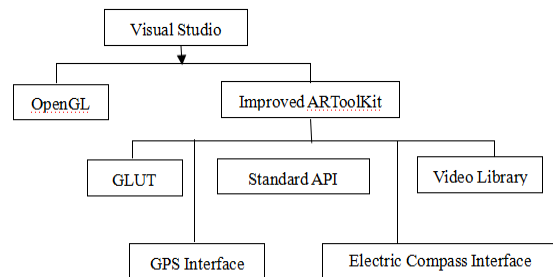 Visual Studio
OpenGL
Improved ARToolKit
GLUT
Standard API
Video Library
GPS Interface
Electric Compass Interface